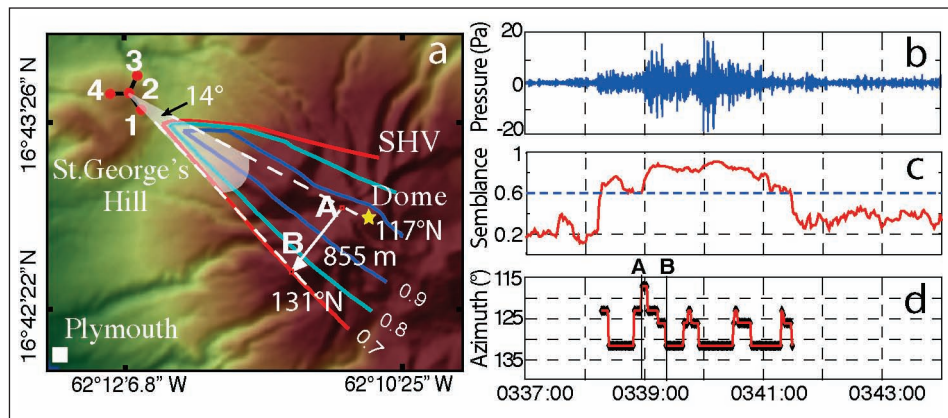 a
3
4
2
1
14°
16°43'26" N
SHV
St.George's
Hill
Dome
A
117°N
B
855 m
131°N
0.9
0.8
0.7
16°42'22" N
Plymouth
62°12'6.8" W
62°10'25" W
Pressure (Pa)
20
0
-20
b
Semblance
1
0.6
0.2
c
A B
Azimuth (°)
115
125
135
d
0337:00 0339:00 0341:00 0343:00